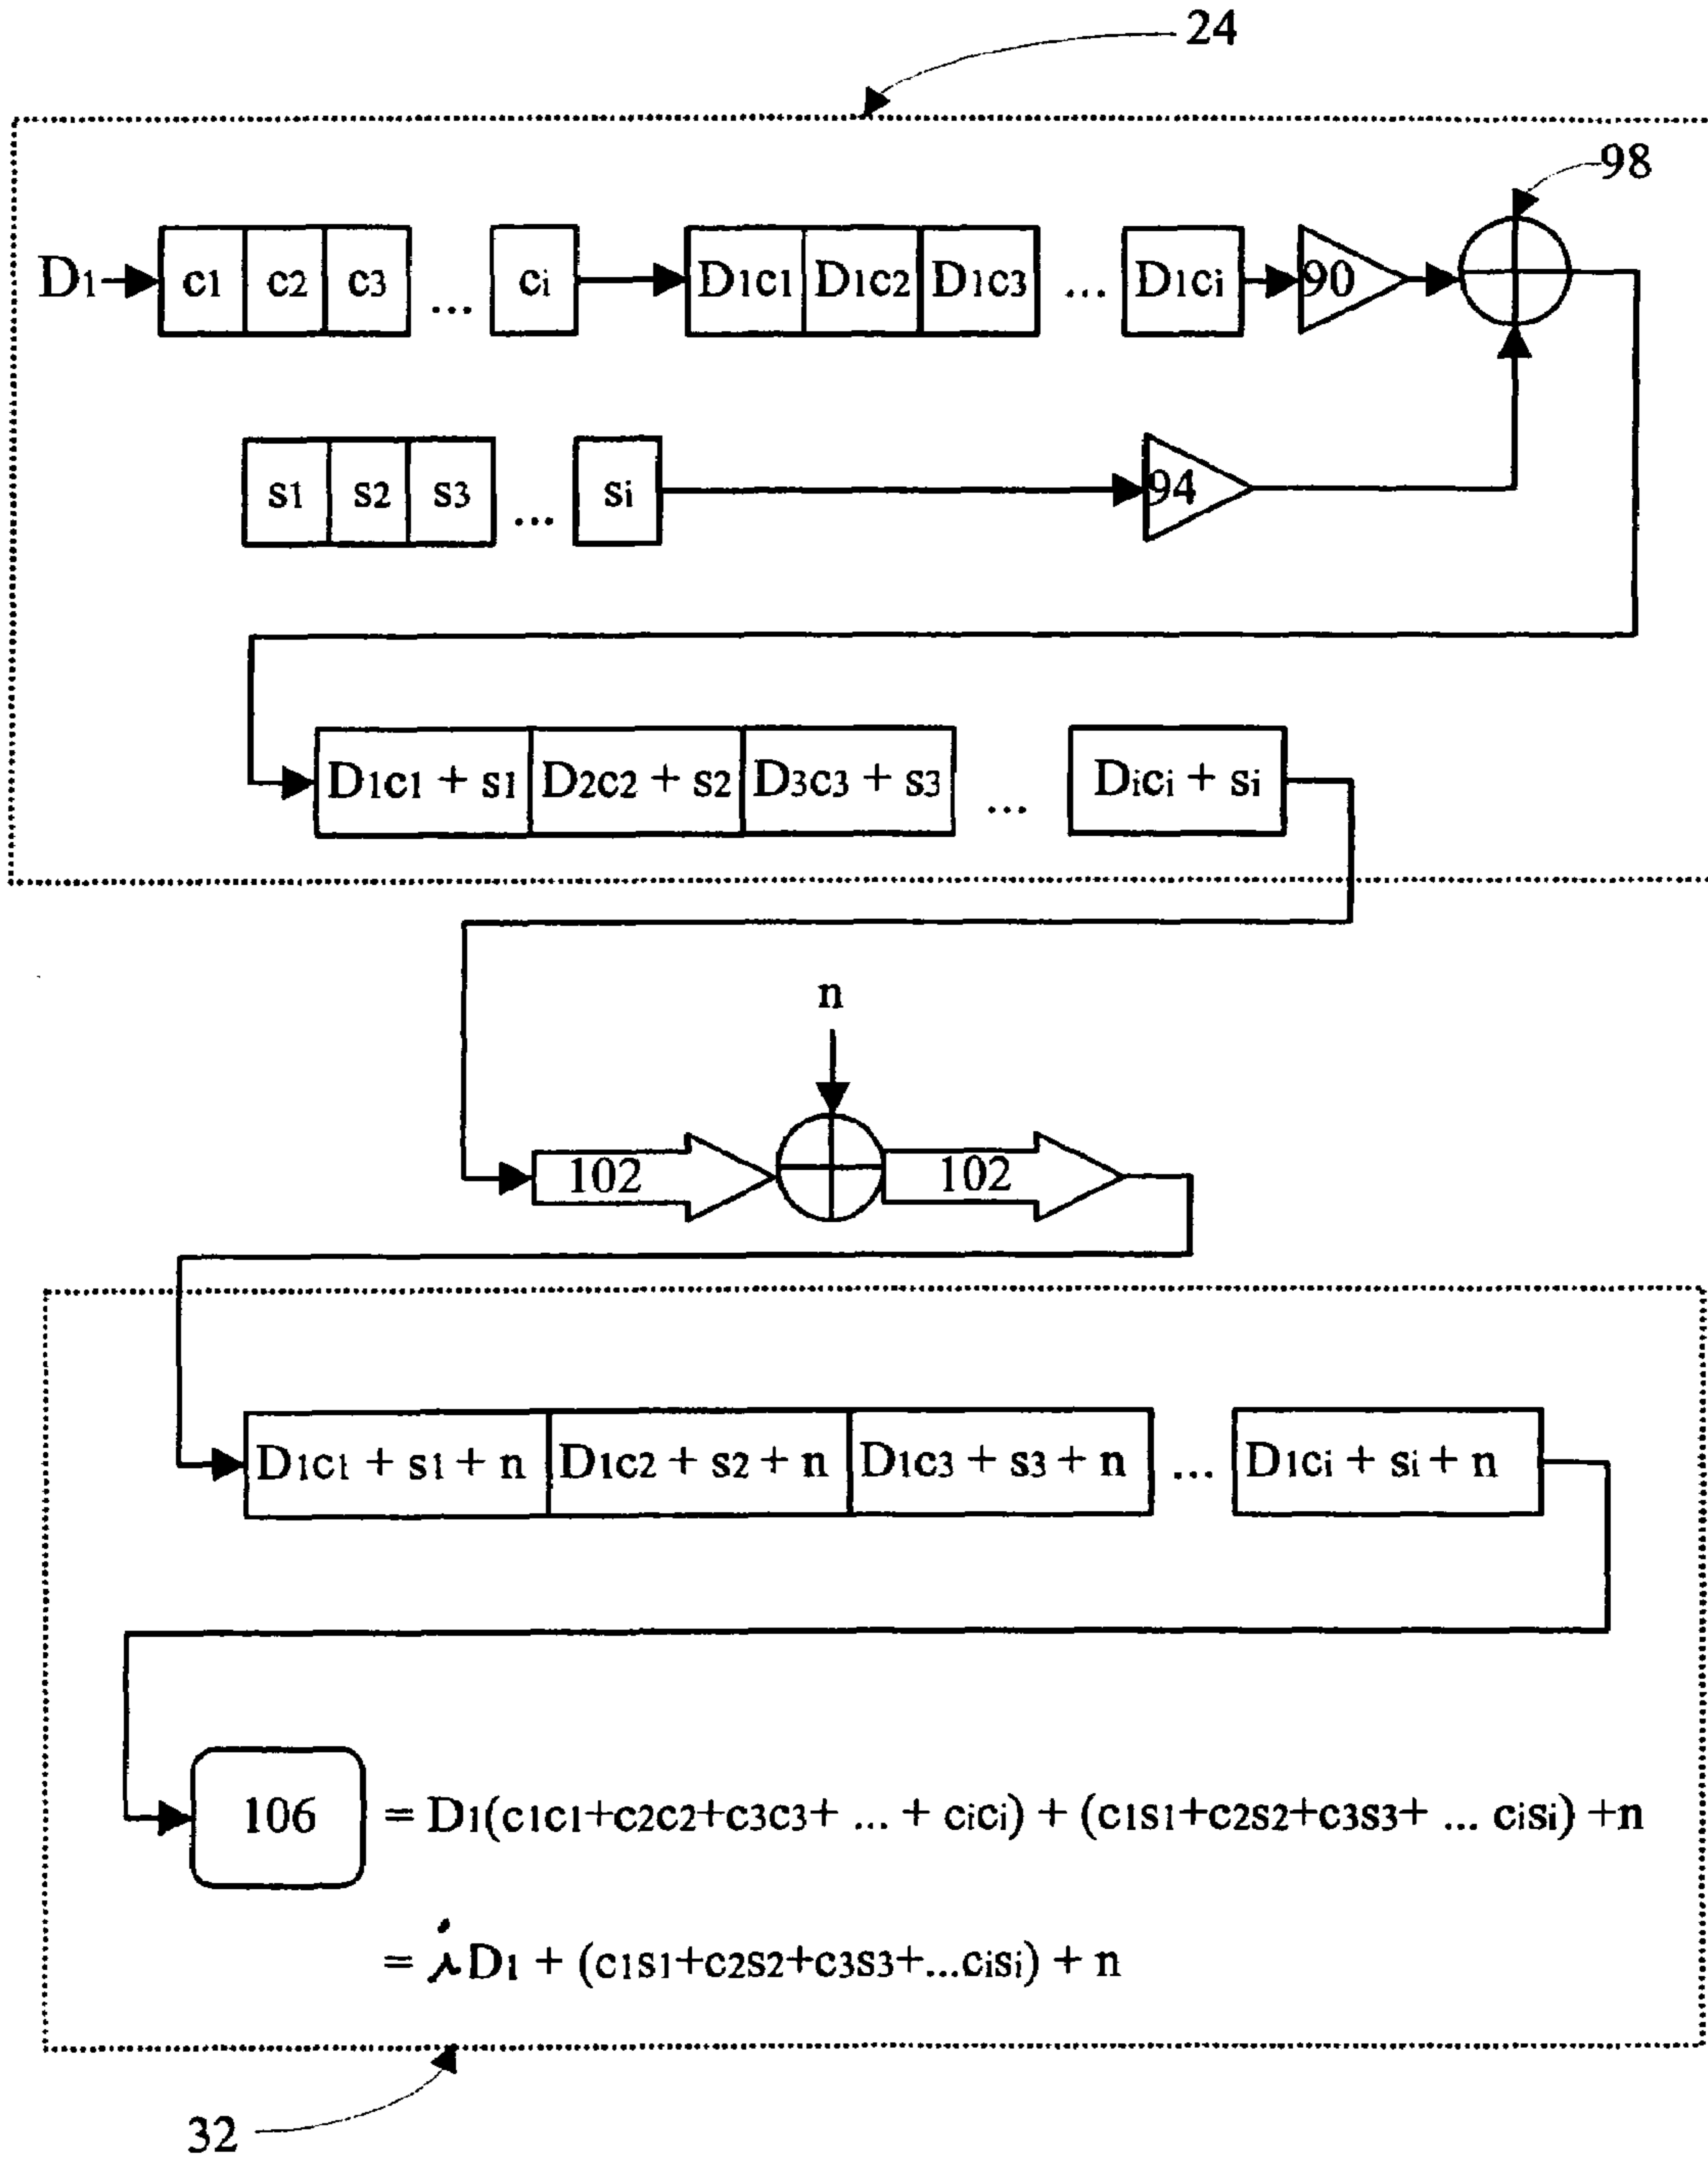 24
98
D1 c1 c2 c3 ... ci D1c1 D1c2 D1c3 ... D1ci 90
s1 s2 s3 ... si 94
D1c1 + s1 D2c2 + s2 D3c3 + s3 ... Dici + si
n
102 102
D1c1 + s1 + n D1c2 + s2 + n D1c3 + s3 + n ... D1ci + si + n
106 = D1(c1c1+c2c2+c3c3+ ... + cici) + (c1s1+c2s2+c3s3+ ... cisi) +n
= i D1 + (c1s1+c2s2+c3s3+...cisi) + n
32